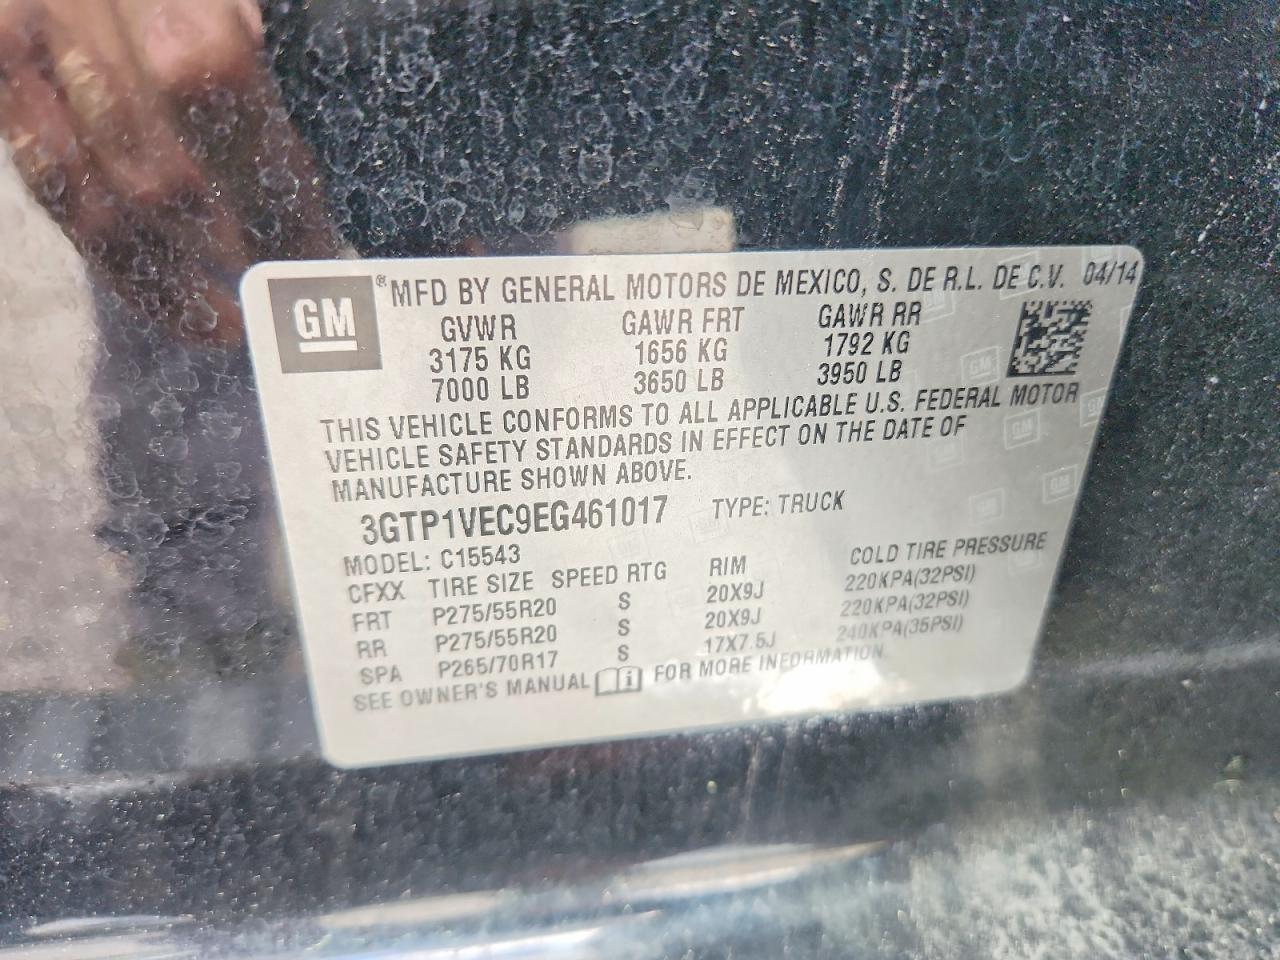 GM ® MFD BY GENERAL MOTORS DE MEXICO, S. DE R.L. DE C.V. 04/14
GVWR GAWR FRT GAWR RR
3175 KG 1656 KG 1792 KG
7000 LB 3650 LB 3950 LB
THIS VEHICLE CONFORMS TO ALL APPLICABLE U.S. FEDERAL MOTOR
VEHICLE SAFETY STANDARDS IN EFFECT ON THE DATE OF
MANUFACTURE SHOWN ABOVE.
3GTP1VEC9EG461017 TYPE: TRUCK
MODEL: C15543
CFXX TIRE SIZE SPEED RTG RIM COLD TIRE PRESSURE
FRT P275/55R20 S 20X9J 220KPA(32PSI)
RR P275/55R20 S 20X9J 220KPA(32PSI)
SPA P265/70R17 S 17X7.5J 240KPA(35PSI)
SEE OWNER'S MANUAL FOR MORE INFORMATION